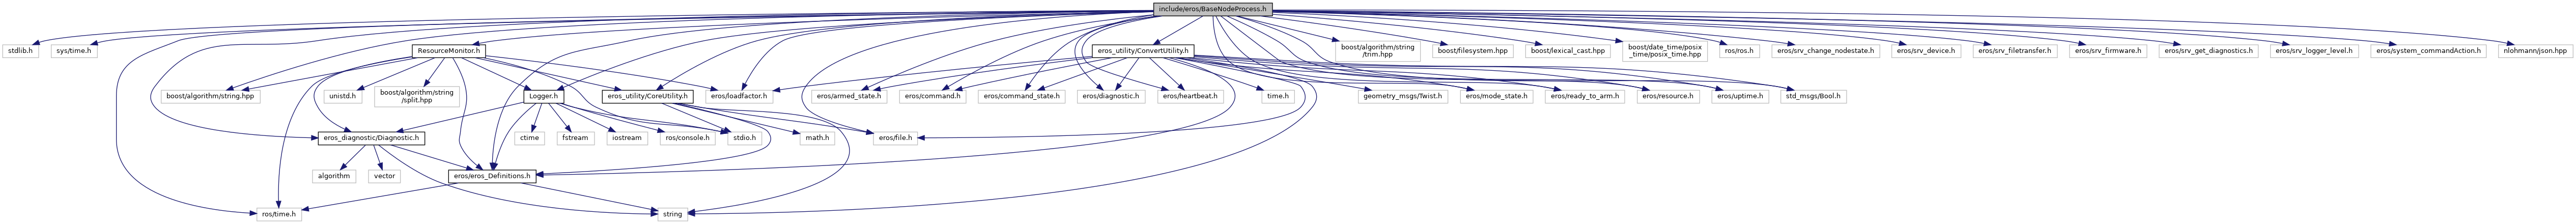 include/eros/BaseNodeProcess.h
stdlib.h
sys/time.h
ResourceMonitor.h
eros_utility/ConvertUtility.h
boost/algorithm/string
/trim.hpp
boost/filesystem.hpp
boost/lexical_cast.hpp
boost/date_time/posix
_time/posix_time.hpp
ros/ros.h
eros/srv_change_nodestate.h
eros/srv_device.h
eros/srv_filetransfer.h
eros/srv_firmware.h
eros/srv_get_diagnostics.h
eros/srv_logger_level.h
eros/system_commandAction.h
nlohmann/json.hpp
boost/algorithm/string.hpp
unistd.h
boost/algorithm/string
/split.hpp
Logger.h
eros_utility/CoreUtility.h
eros/loadfactor.h
eros/armed_state.h
eros/command.h
eros/command_state.h
eros/diagnostic.h
eros/heartbeat.h
time.h
geometry_msgs/Twist.h
eros/mode_state.h
eros/ready_to_arm.h
eros/resource.h
eros/uptime.h
std_msgs/Bool.h
eros_diagnostic/Diagnostic.h
ctime
fstream
iostream
ros/console.h
stdio.h
math.h
eros/file.h
algorithm
vector
eros/eros_Definitions.h
ros/time.h
string